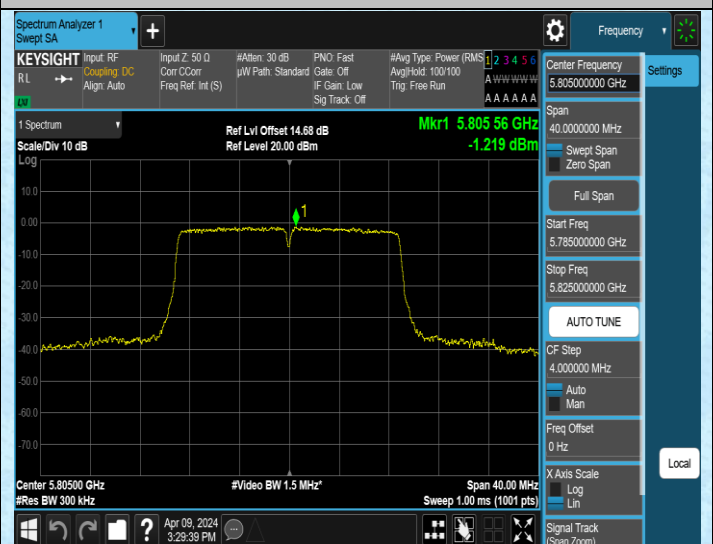 Spectrum Analyzer 1
Swept SA
Frequency
KEYSIGHT
RL
LXI
Input: RF
Coupling: DC
Align: Auto
Input Z: 50 Ω
Corr CCorr
Freq Ref: Int (S)
#Atten: 30 dB
µW Path: Standard
PNO: Fast
Gate: Off
IF Gain: Low
Sig Track: Off
#Avg Type: Power (RMS
Avg|Hold: 100/100
Trig: Free Run
1 2 3 4 5 6
A W W W W W
A A A A A A
1 Spectrum
Scale/Div 10 dB
Log
Ref Lvl Offset 14.68 dB
Ref Level 20.00 dBm
Mkr1 5.805 56 GHz
-1.219 dBm
1
10.0
0.00
-10.0
-20.0
-30.0
-40.0
-50.0
-60.0
-70.0
Center 5.80500 GHz
#Res BW 300 kHz
#Video BW 1.5 MHz*
Span 40.00 MHz
Sweep 1.00 ms (1001 pts)
Center Frequency
5.805000000 GHz
Settings
Span
40.0000000 MHz
Swept Span
Zero Span
Full Span
Start Freq
5.785000000 GHz
Stop Freq
5.825000000 GHz
AUTO TUNE
CF Step
4.000000 MHz
Auto
Man
Freq Offset
0 Hz
X Axis Scale
Log
Lin
Local
Signal Track
(Span Zoom)
?
Apr 09, 2024
3:29:39 PM